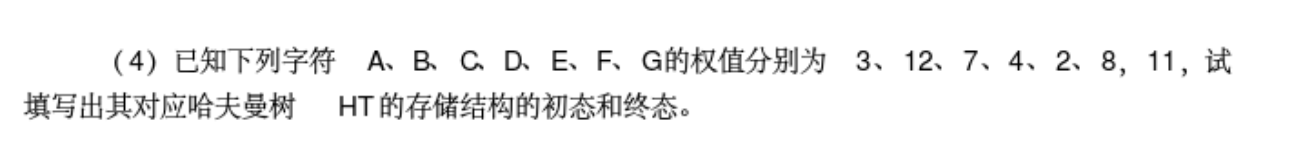 (4) 已知下列字符 A、B、C、D、E、F、G的权值分别为 3、12、7、4、2、8，11，试
填写出其对应哈夫曼树 HT的存储结构的初态和终态。